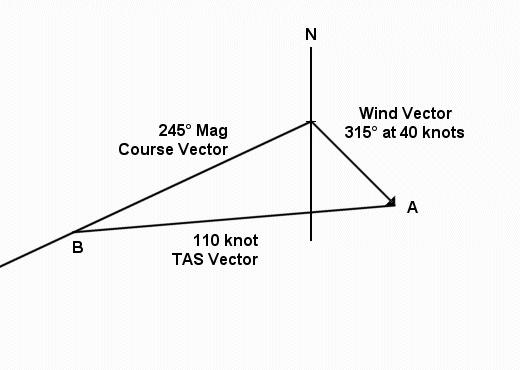 N
Wind Vector
315° at 40 knots
245° Mag
Course Vector
A
B
110 knot
TAS Vector